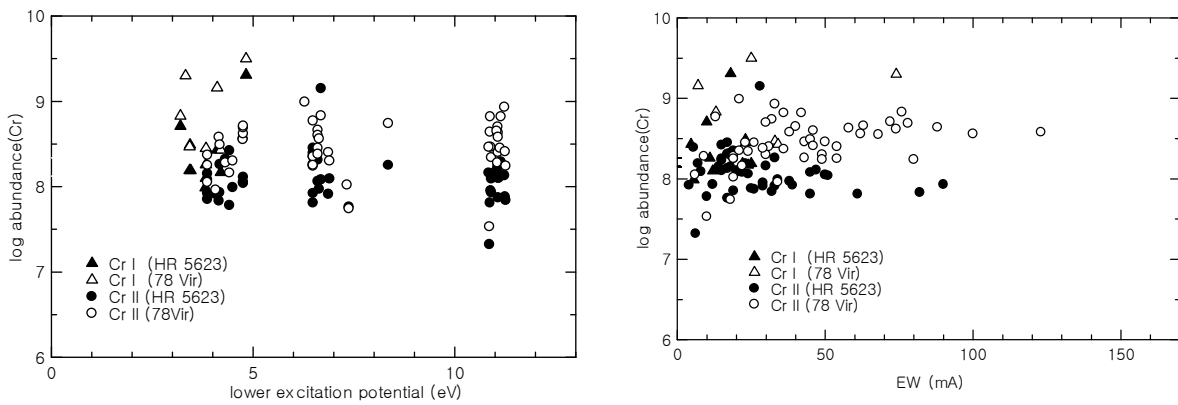 10
9
8
7
6
log abundance(Cr)
▲ Cr I (HR 5623)
△ Cr I (78 Vir)
● Cr II (HR 5623)
○ Cr II (78Vir)
0 5 10
lower excitation potential (eV)
10
9
8
7
6
log abundance(Cr)
▲ Cr I (HR 5623)
△ Cr I (78 Vir)
● Cr II (HR 5623)
○ Cr II (78Vir)
0 50 100 150
EW (mA)